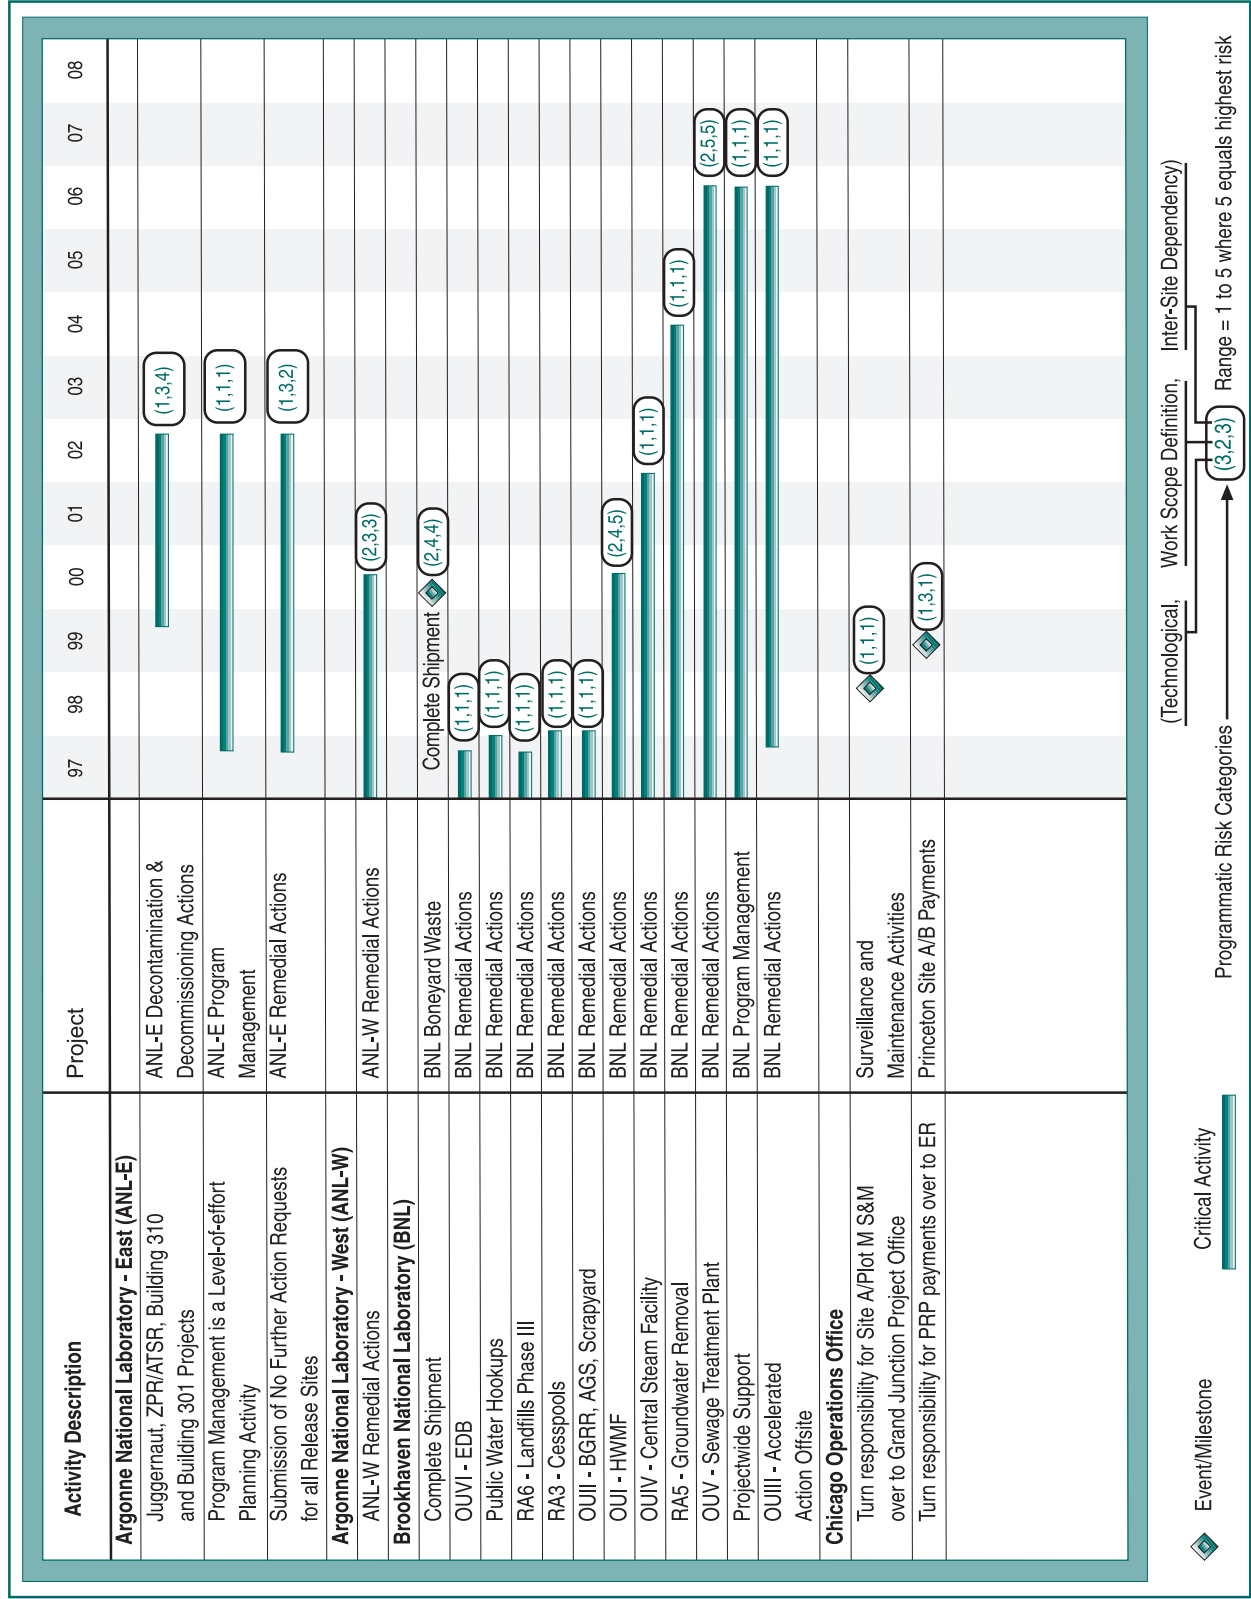 Activity Description
Project
97
98
99
00
01
02
03
04
05
06
07
08
Argonne National Laboratory - East (ANL-E)
Juggernaut, ZPR/ATSR, Building 310
and Building 301 Projects
ANL-E Decontamination &
Decommissioning Actions
(1,3,4)
Program Management is a Level-of-effort
Planning Activity
ANL-E Program
Management
(1,1,1)
Submission of No Further Action Requests
for all Release Sites
ANL-E Remedial Actions
(1,3,2)
Argonne National Laboratory - West (ANL-W)
ANL-W Remedial Actions
ANL-W Remedial Actions
(2,3,3)
Brookhaven National Laboratory (BNL)
Complete Shipment
BNL Boneyard Waste
Complete Shipment
(2,4,4)
OUVI - EDB
BNL Remedial Actions
(1,1,1)
Public Water Hookups
BNL Remedial Actions
(1,1,1)
RA6 - Landfills Phase III
BNL Remedial Actions
(1,1,1)
RA3 - Cesspools
BNL Remedial Actions
(1,1,1)
OUII - BGRR, AGS, Scrapyard
BNL Remedial Actions
(1,1,1)
OUI - HWMF
BNL Remedial Actions
(2,4,5)
OUIV - Central Steam Facility
BNL Remedial Actions
(1,1,1)
RA5 - Groundwater Removal
BNL Remedial Actions
(1,1,1)
OUV - Sewage Treatment Plant
BNL Remedial Actions
(2,5,5)
Projectwide Support
BNL Program Management
(1,1,1)
OUIII - Accelerated
Action Offsite
BNL Remedial Actions
(1,1,1)
Chicago Operations Office
Turn responsibility for Site A/Plot M S&M
over to Grand Junction Project Office
Surveillance and
Maintenance Activities
(1,1,1)
Turn responsibility for PRP payments over to ER
Princeton Site A/B Payments
(1,3,1)
Event/Milestone
Critical Activity
(Technological,
Work Scope Definition,
Inter-Site Dependency)
Programmatic Risk Categories
(3,2,3)
Range = 1 to 5 where 5 equals highest risk